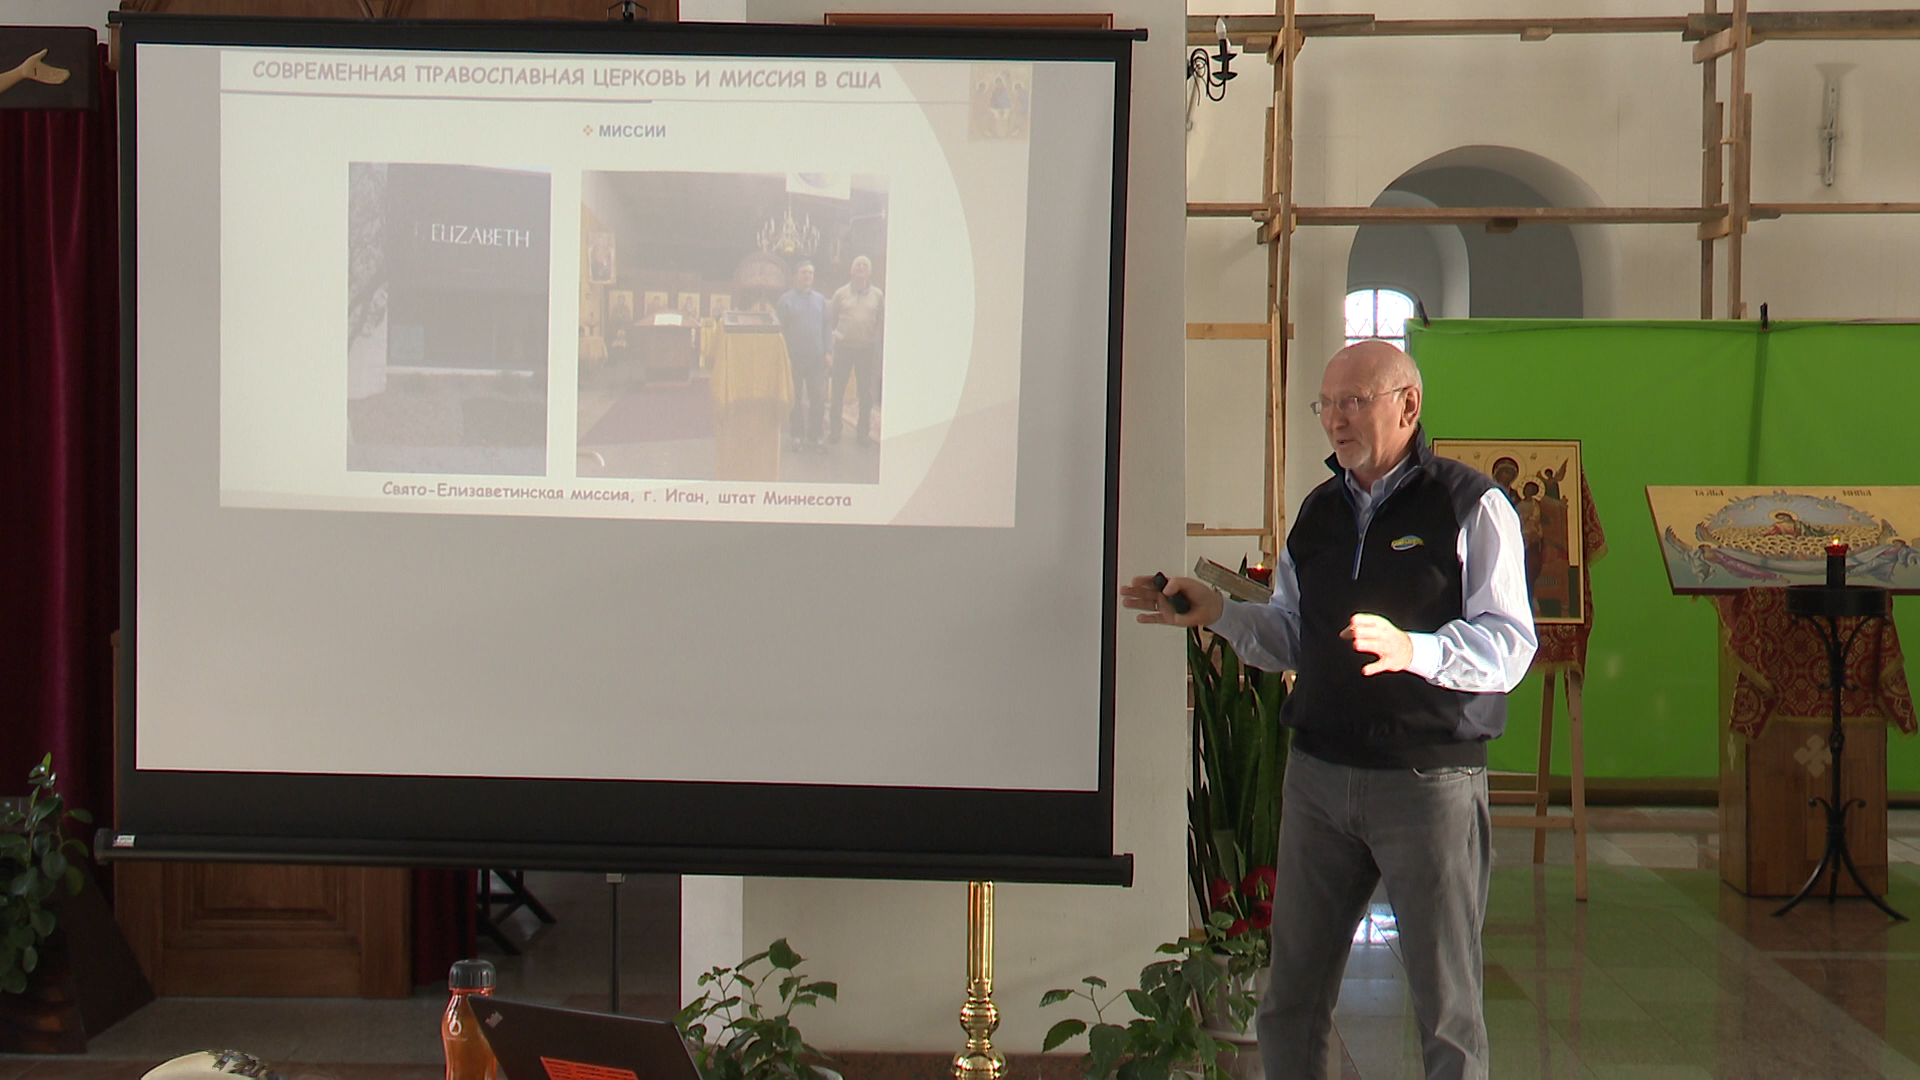 СОВРЕМЕННАЯ ПРАВОСЛАВНАЯ ЦЕРКОВЬ И МИССИЯ В США
❖ МИССИИ
ELIZABETH
Свято-Елизаветинская миссия, г. Иган, штат Миннесота